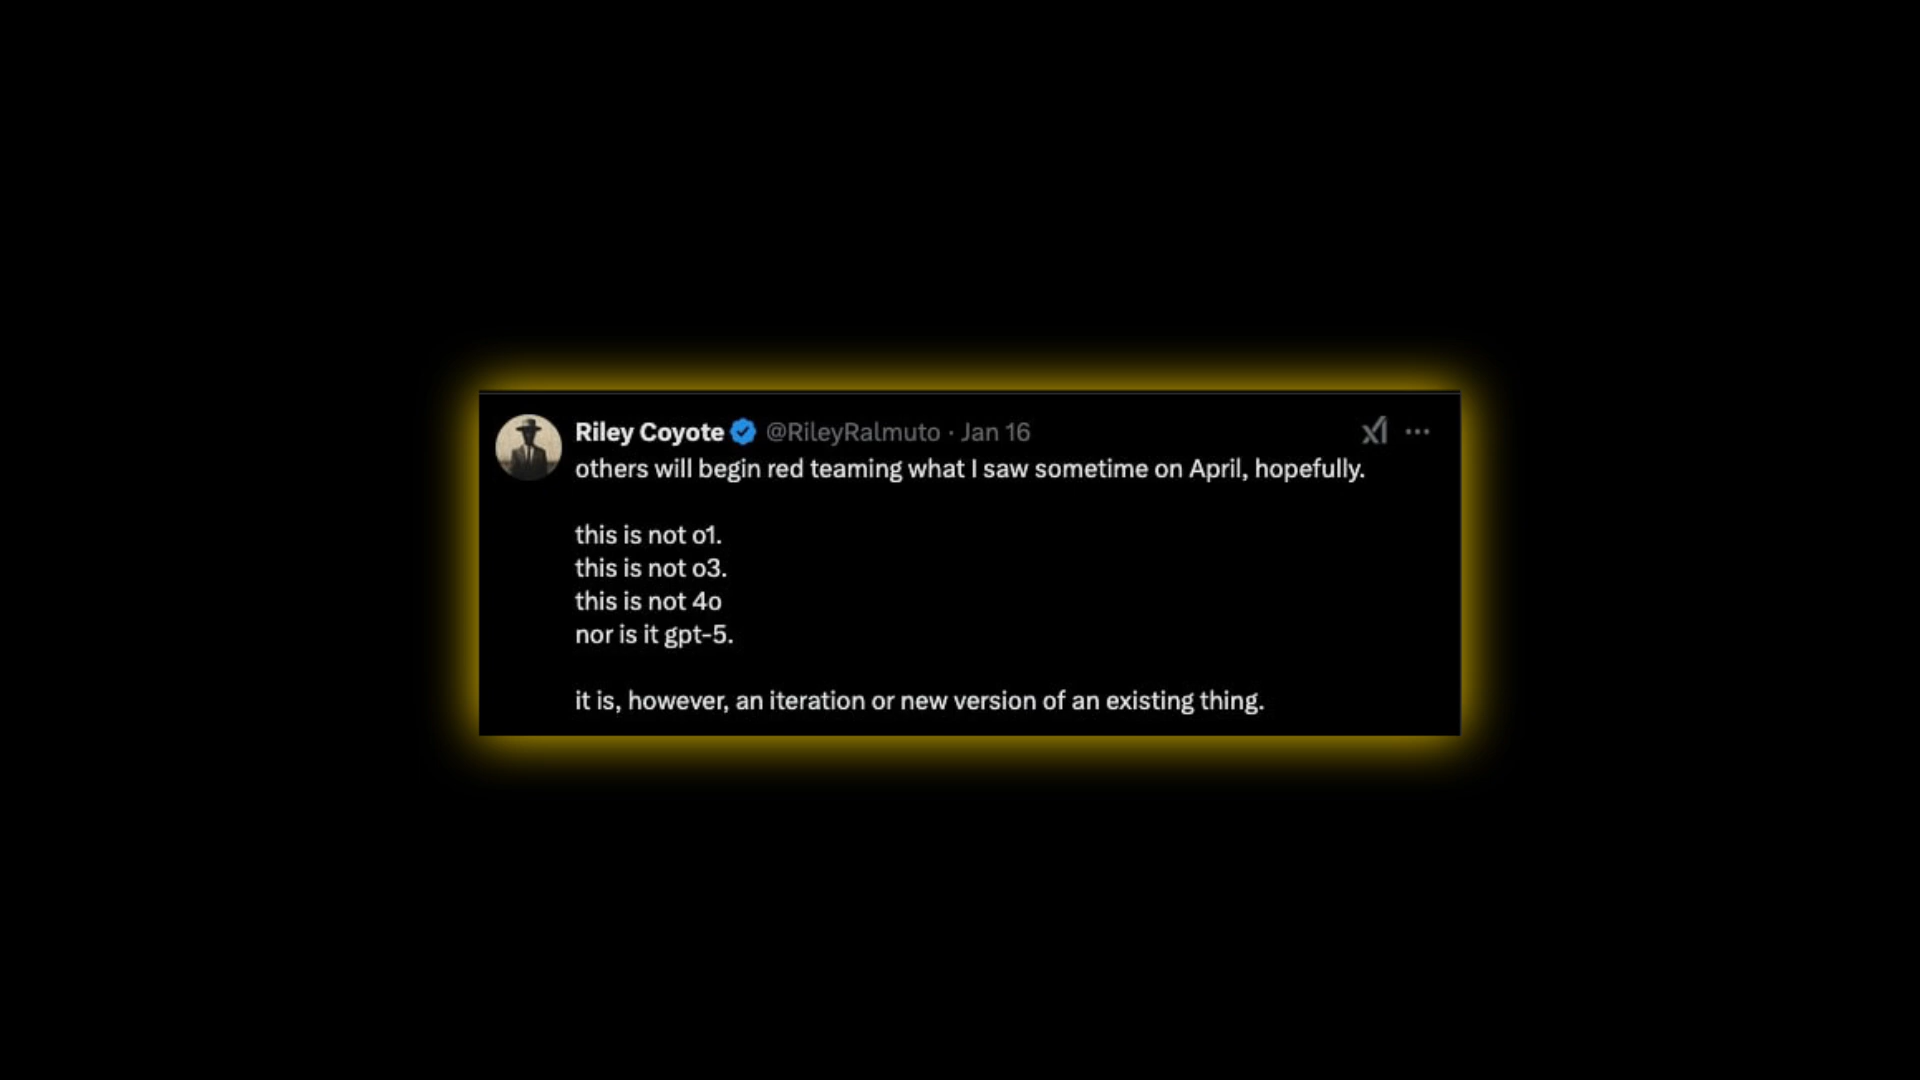 Riley Coyote @RileyRalmuto · Jan 16
others will begin red teaming what I saw sometime on April, hopefully.
this is not o1.
this is not o3.
this is not 4o
nor is it gpt-5.
it is, however, an iteration or new version of an existing thing.